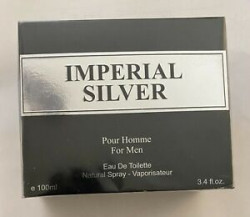 IMPERIAL
SILVER
Pour Homme
For Men
Eau De Toilette
Natural Spray - Vaporisateur
e 100ml 3.4 fl.oz.